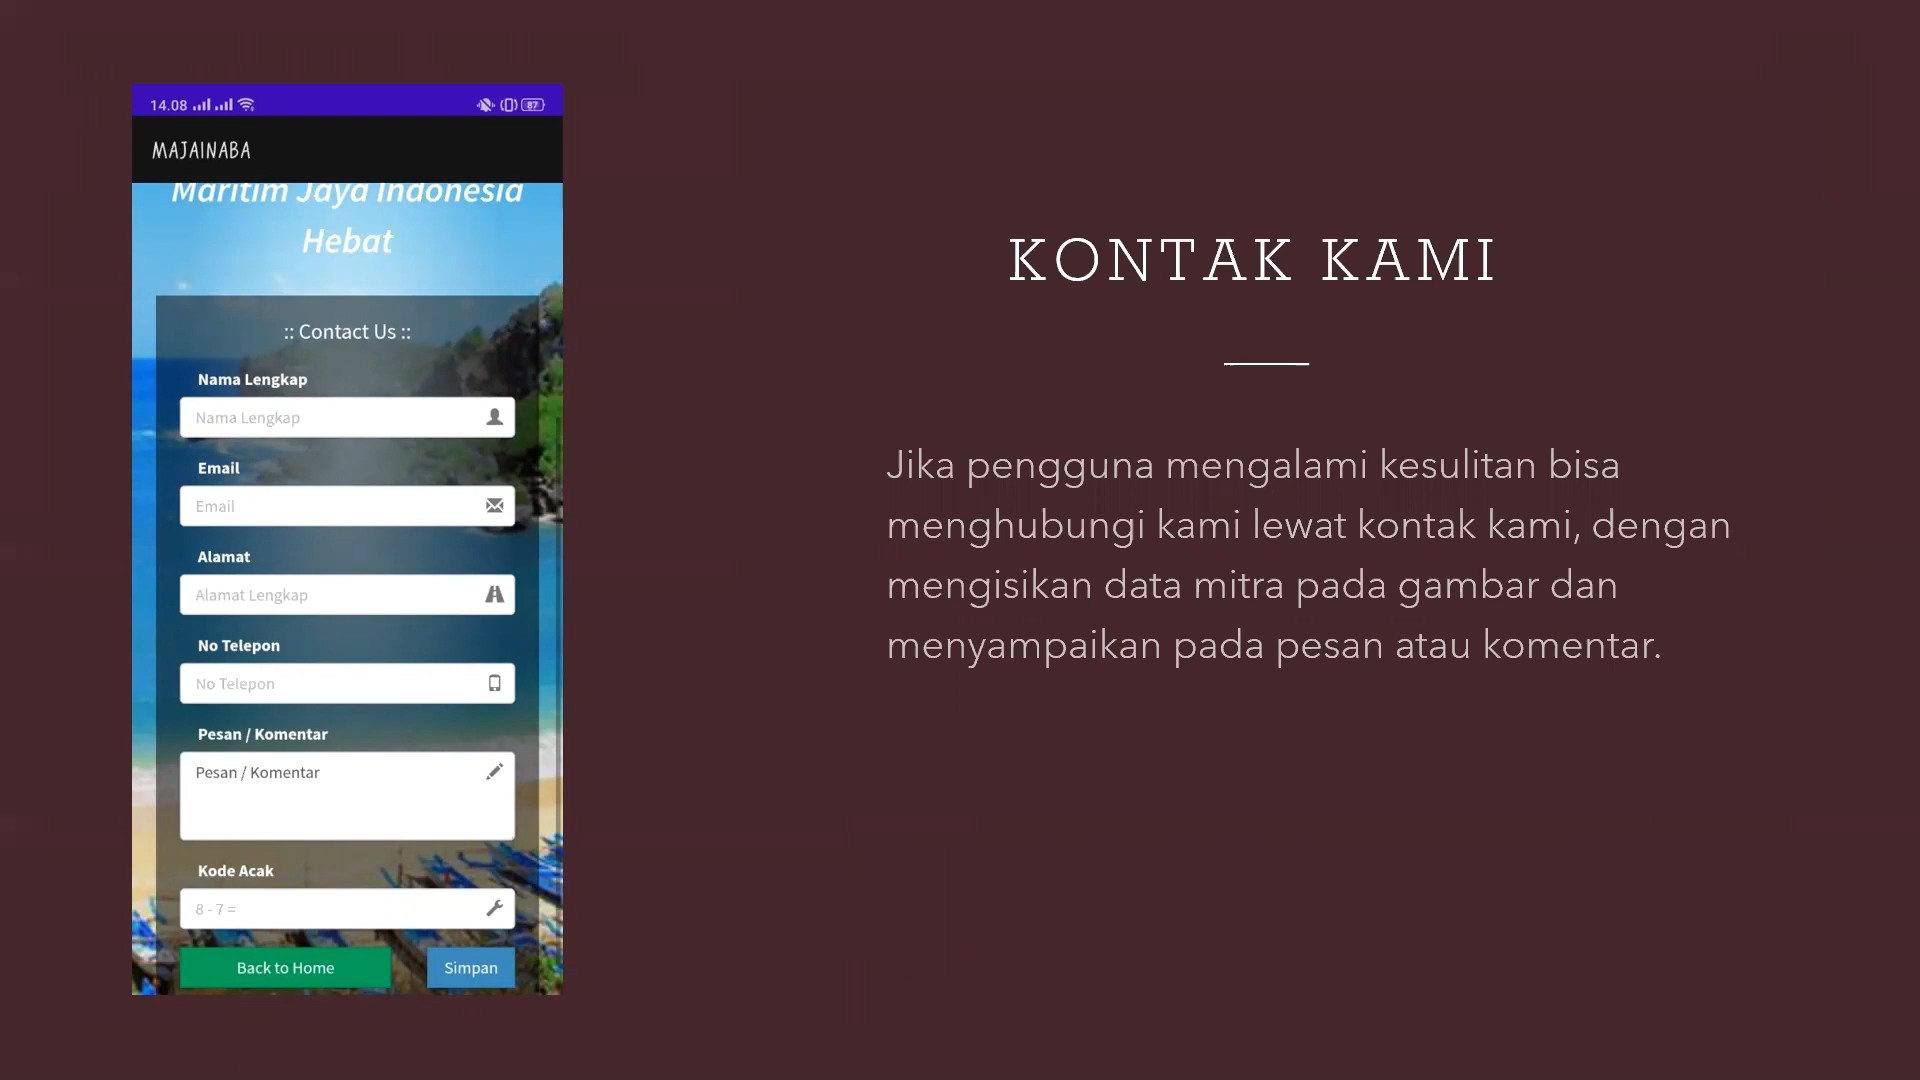 14.08
87
MAJAINABA
Maritim Jaya Indonesia
Hebat
:: Contact Us ::
Nama Lengkap
Nama Lengkap
Email
Email
Alamat
Alamat Lengkap
No Telepon
No Telepon
Pesan / Komentar
Pesan / Komentar
Kode Acak
8 - 7 =
Back to Home
Simpan
KONTAK KAMI
Jika pengguna mengalami kesulitan bisa
menghubungi kami lewat kontak kami, dengan
mengisikan data mitra pada gambar dan
menyampaikan pada pesan atau komentar.